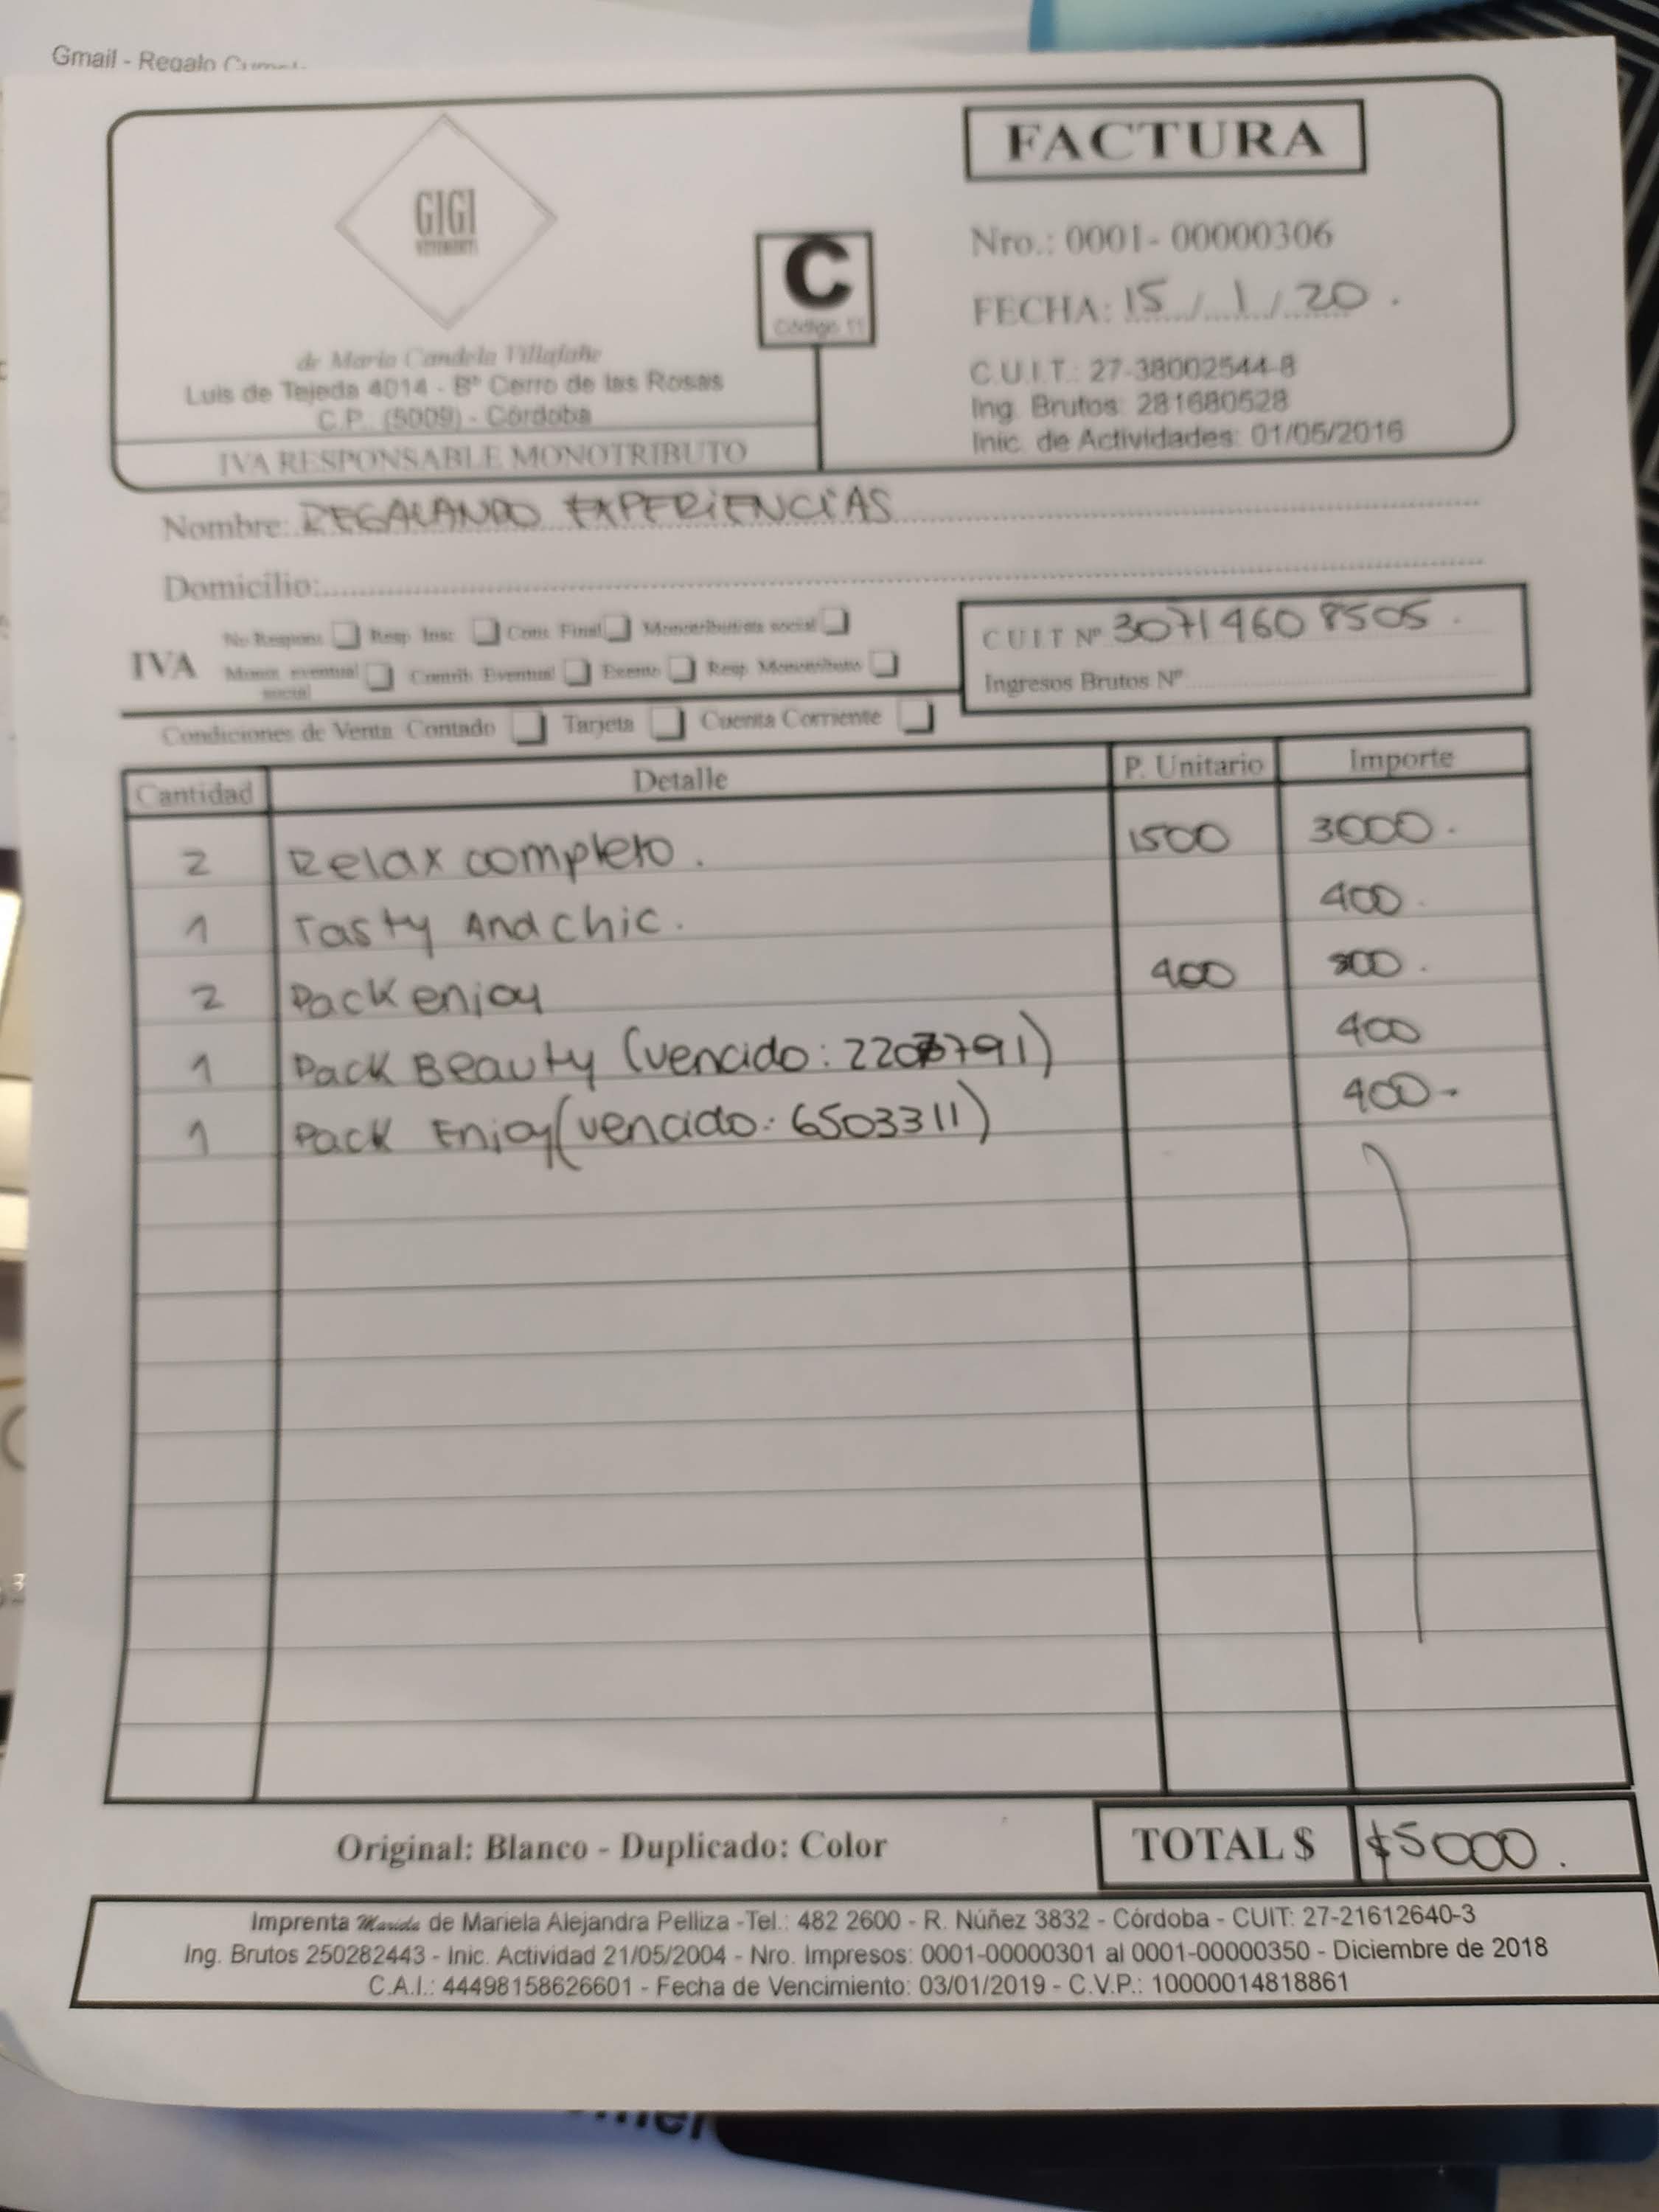 Gmail - Regalo
FACTURA
GIGI
C
Código 11
Nro.: 0001- 00000306
FECHA: 15 / 1 / 20 .
de María Candela Villafañe
Luis de Tejeda 4014 - Bº Cerro de las Rosas
C.P.: (5009) - Córdoba
IVA RESPONSABLE MONOTRIBUTO
C.U.I.T.: 27-38002544-8
Ing. Brutos: 281680528
Inic. de Actividades: 01/05/2016
Nombre: REGALANDO EXPERIENCIAS
Domicilio:
IVA
No Respons Resp Insc Cons Final Monotributista social
Monot eventual social Contrib Eventual Exento Resp Monotributo
CUIT Nº 30714608505 .
Ingresos Brutos Nº
Condiciones de Venta Contado Tarjeta Cuenta Corriente
Cantidad Detalle P. Unitario Importe
2 Relax completo . 1500 3000 .
1 Tasty And chic . 400 .
2 Pack enjoy 400 800 .
1 Pack Beauty (vencido: ) 400
1 Pack Enjoy (vencido: 6503311) 400 -
Original: Blanco - Duplicado: Color
TOTAL $ $5000 .
Imprenta de Mariela Alejandra Pelliza -Tel.: 482 2600 - R. Núñez 3832 - Córdoba - CUIT: 27-21612640-3
Ing. Brutos 250282443 - Inic. Actividad 21/05/2004 - Nro. Impresos: 0001-00000301 al 0001-00000350 - Diciembre de 2018
C.A.I.: 44498158626601 - Fecha de Vencimiento: 03/01/2019 - C.V.P.: 10000014818861